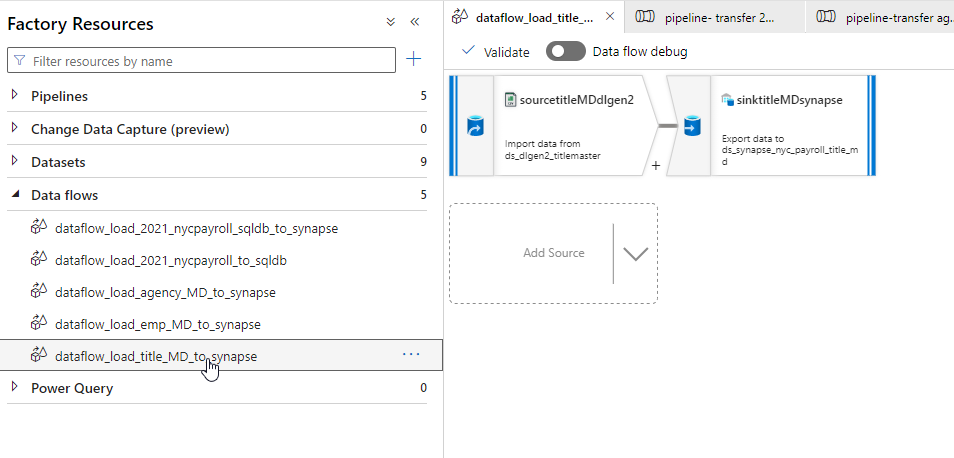 Factory Resources
Filter resources by name
Pipelines 5
Change Data Capture (preview) 0
Datasets 9
Data flows 5
dataflow_load_2021_nycpayroll_sqldb_to_synapse
dataflow_load_2021_nycpayroll_to_sqldb
dataflow_load_agency_MD_to_synapse
dataflow_load_emp_MD_to_synapse
dataflow_load_title_MD_to_synapse
Power Query 0
dataflow_load_title_... pipeline- transfer 2... pipeline-transfer ag...
Validate Data flow debug
sourcetitleMDdlgen2
Import data from
ds_dlgen2_titlemaster
+
sinktitleMDsynapse
Export data to
ds_synapse_nyc_payroll_title_m
d
Add Source